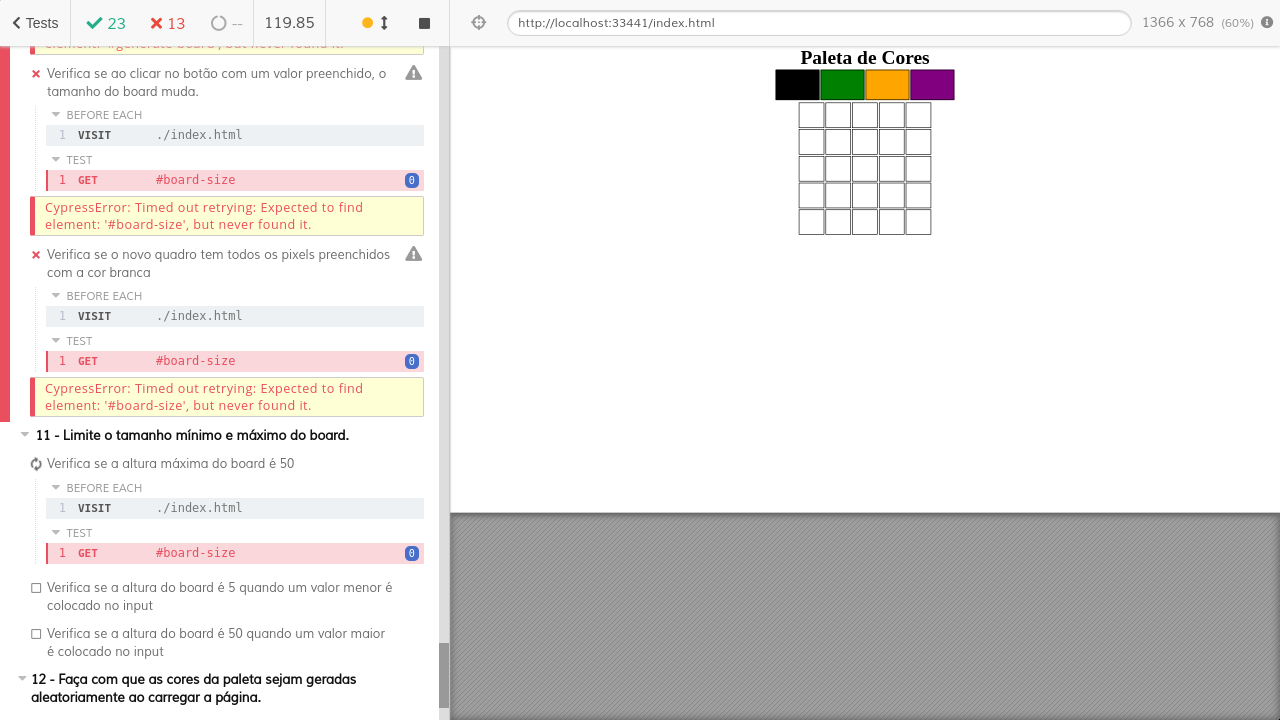 Tests
23
13
--
119.85
element: '#generate-board', but never found it.
Verifica se ao clicar no botão com um valor preenchido, o
tamanho do board muda.
BEFORE EACH
1 VISIT ./index.html
TEST
1 GET #board-size 0
CypressError: Timed out retrying: Expected to find
element: '#board-size', but never found it.
Verifica se o novo quadro tem todos os pixels preenchidos
com a cor branca
BEFORE EACH
1 VISIT ./index.html
TEST
1 GET #board-size 0
CypressError: Timed out retrying: Expected to find
element: '#board-size', but never found it.
11 - Limite o tamanho mínimo e máximo do board.
Verifica se a altura máxima do board é 50
BEFORE EACH
1 VISIT ./index.html
TEST
1 GET #board-size 0
Verifica se a altura do board é 5 quando um valor menor é
colocado no input
Verifica se a altura do board é 50 quando um valor maior
é colocado no input
12 - Faça com que as cores da paleta sejam geradas
aleatoriamente ao carregar a página.
http://localhost:33441/index.html
1366 x 768 (60%)
Paleta de Cores